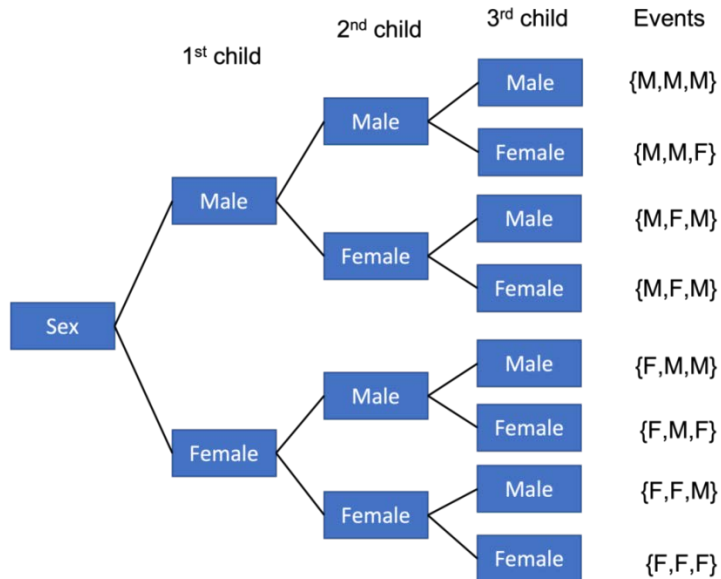 1st child 2nd child 3rd child Events
Male {M,M,M}
Male
Female {M,M,F}
Male
Male {M,F,M}
Female
Female {M,F,M}
Sex
Male {F,M,M}
Male
Female {F,M,F}
Female
Male {F,F,M}
Female
Female {F,F,F}